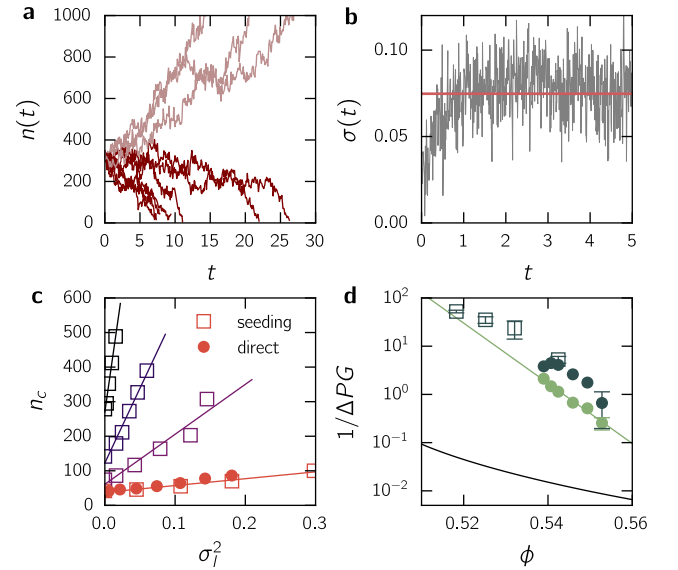 a
1000
800
600
400
200
0
n(t)
0 5 10 15 20 25 30
t
b
0.10
0.05
0.00
σ(t)
0 1 2 3 4 5
t
c
600
500
400
300
200
100
0
n_c
seeding
direct
0.0 0.1 0.2 0.3
σ_I^2
d
10^2
10^1
10^0
10^-1
10^-2
1/ΔPG
0.52 0.54 0.56
ϕ